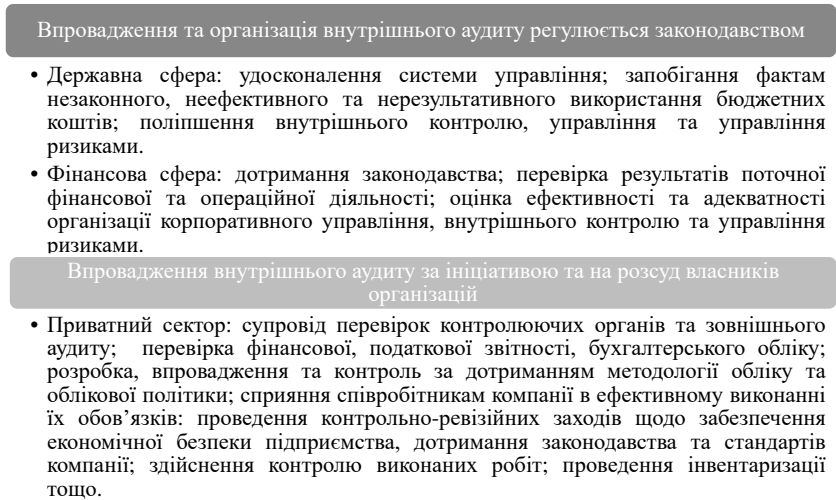 Впровадження та організація внутрішнього аудиту регулюється законодавством
• Державна сфера: удосконалення системи управління; запобігання фактам
незаконного, неефективного та нерезультативного використання бюджетних
коштів; поліпшення внутрішнього контролю, управління та управління
ризиками.
• Фінансова сфера: дотримання законодавства; перевірка результатів поточної
фінансової та операційної діяльності; оцінка ефективності та адекватності
організації корпоративного управління, внутрішнього контролю та управління
ризиками.
Впровадження внутрішнього аудиту за ініціативою та на розсуд власників
організацій
• Приватний сектор: супровід перевірок контролюючих органів та зовнішнього
аудиту; перевірка фінансової, податкової звітності, бухгалтерського обліку;
розробка, впровадження та контроль за дотриманням методології обліку та
облікової політики; сприяння співробітникам компанії в ефективному виконанні
їх обов’язків: проведення контрольно-ревізійних заходів щодо забезпечення
економічної безпеки підприємства, дотримання законодавства та стандартів
компанії; здійснення контролю виконаних робіт; проведення інвентаризації
тощо.